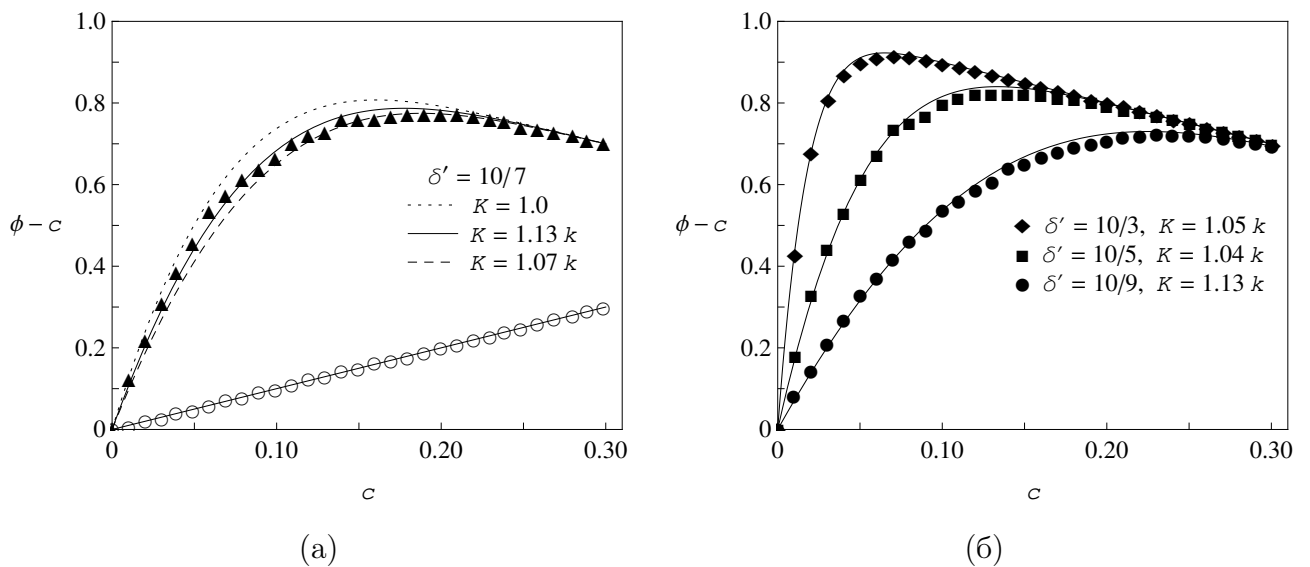 1.0
0.8
0.6
0.4
0.2
0
ϕ – c
δ′ = 10/7
K = 1.0
K = 1.13 k
K = 1.07 k
0 0.10 0.20 0.30
c
(а)
1.0
0.8
0.6
0.4
0.2
0
ϕ – c
δ′ = 10/3, K = 1.05 k
δ′ = 10/5, K = 1.04 k
δ′ = 10/9, K = 1.13 k
0 0.10 0.20 0.30
c
(б)